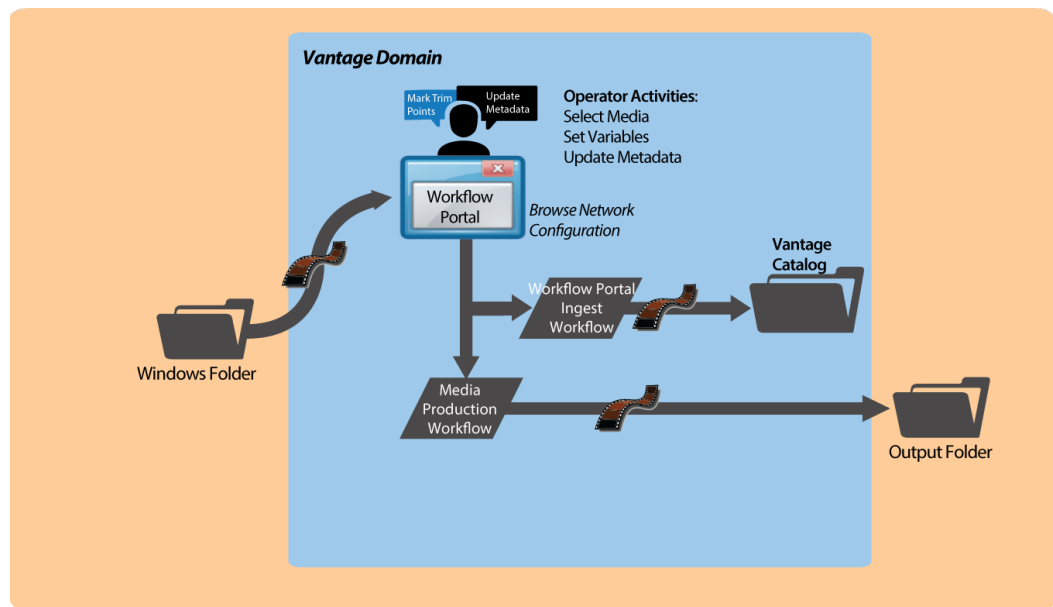 Vantage Domain
Mark Trim
Points
Update
Metadata
Operator Activities:
Select Media
Set Variables
Update Metadata
Workflow
Portal
Browse Network
Configuration
Vantage
Catalog
Workflow Portal
Ingest
Workflow
Windows Folder
Media
Production
Workflow
Output Folder